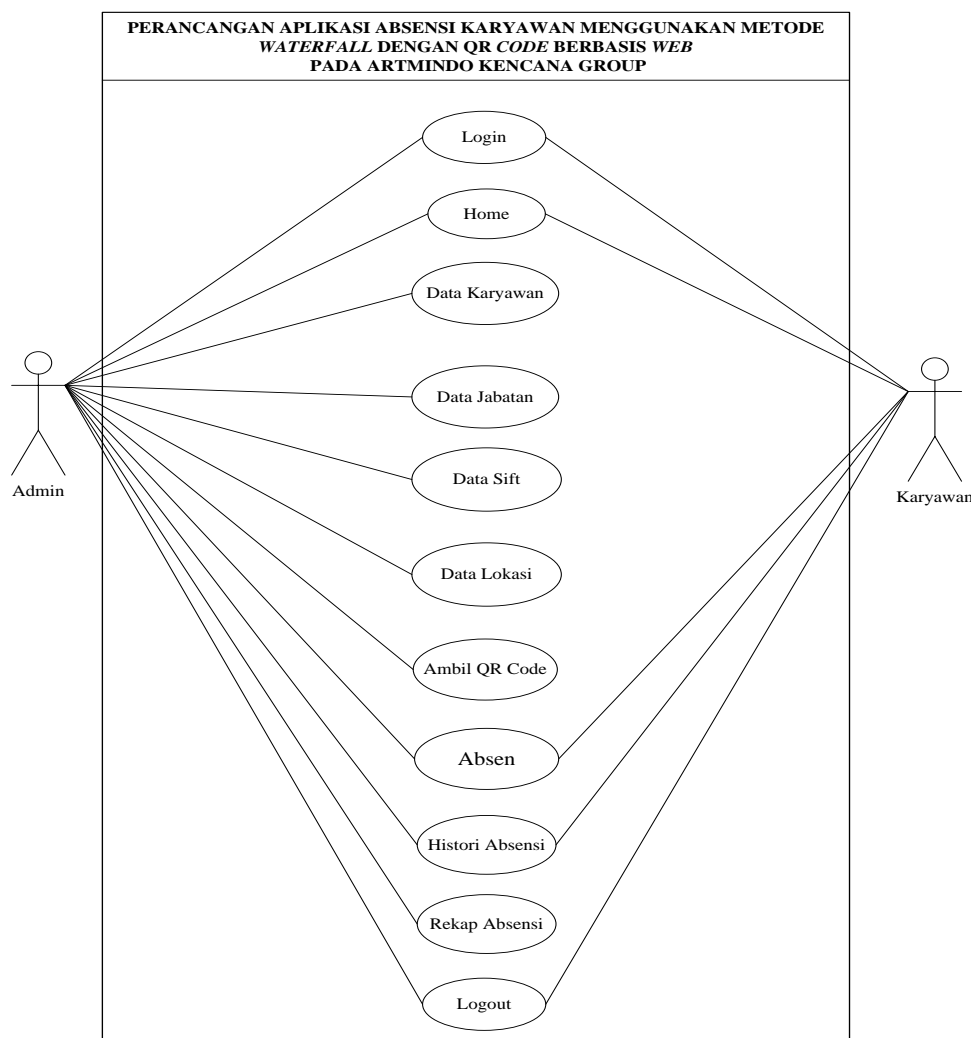 PERANCANGAN APLIKASI ABSENSI KARYAWAN MENGGUNAKAN METODE
WATERFALL DENGAN QR CODE BERBASIS WEB
PADA ARTMINDO KENCANA GROUP
Login
Home
Data Karyawan
Data Jabatan
Data Sift
Admin
Karyawan
Data Lokasi
Ambil QR Code
Absen
Histori Absensi
Rekap Absensi
Logout